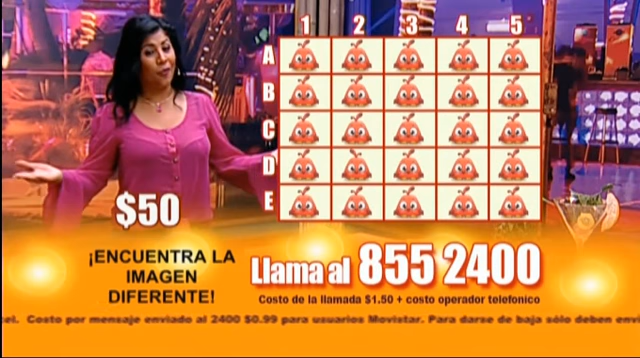 1 2 3 4 5
A
B
C
D
E
$50
¡ENCUENTRA LA
IMAGEN
DIFERENTE!
Llama al 855 2400
Costo de la llamada $1.50 + costo operador telefonico
cel. Costo por mensaje enviado al 2400 $0.99 para usuarios Movistar. Para darse de baja sólo deben envi